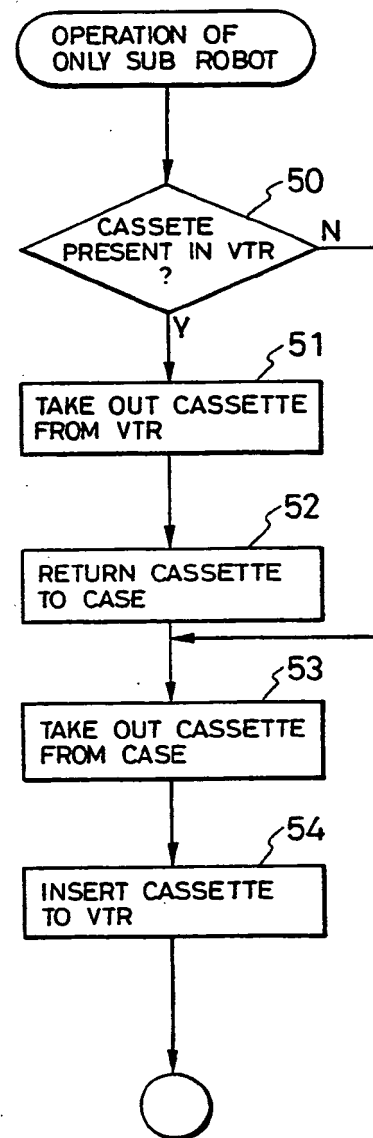 OPERATION OF
ONLY SUB ROBOT
50
CASSETE
PRESENT IN VTR
?
N
Y
51
TAKE OUT CASSETTE
FROM VTR
52
RETURN CASSETTE
TO CASE
53
TAKE OUT CASSETTE
FROM CASE
54
INSERT CASSETTE
TO VTR